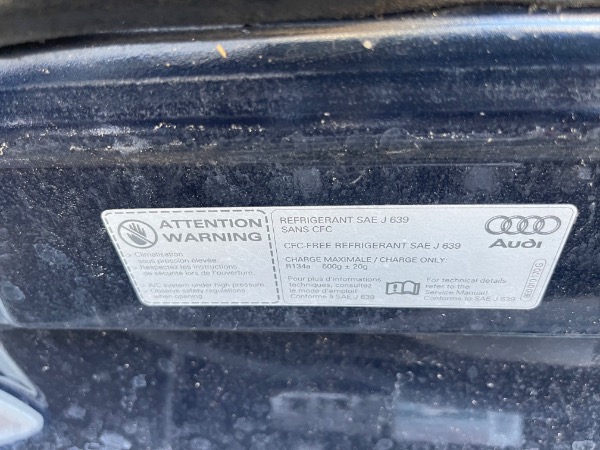 ATTENTION
WARNING
- Climatisation
sous pression élevée.
- Respectez les instructions
de sécurité lors de l'ouverture.
- A/C system under high pressure.
- Observe safety regulations
when opening.
REFRIGERANT SAE J 639
SANS CFC
CFC-FREE REFRIGERANT SAE J 639
CHARGE MAXIMALE / CHARGE ONLY
R134a 500g ± 20g
Pour plus d'informations
techniques, consultez
le mode d'emploi.
Conforme à SAE J 639
For technical details
refer to the
Service Manual.
Conforms to SAE J 639
Audi